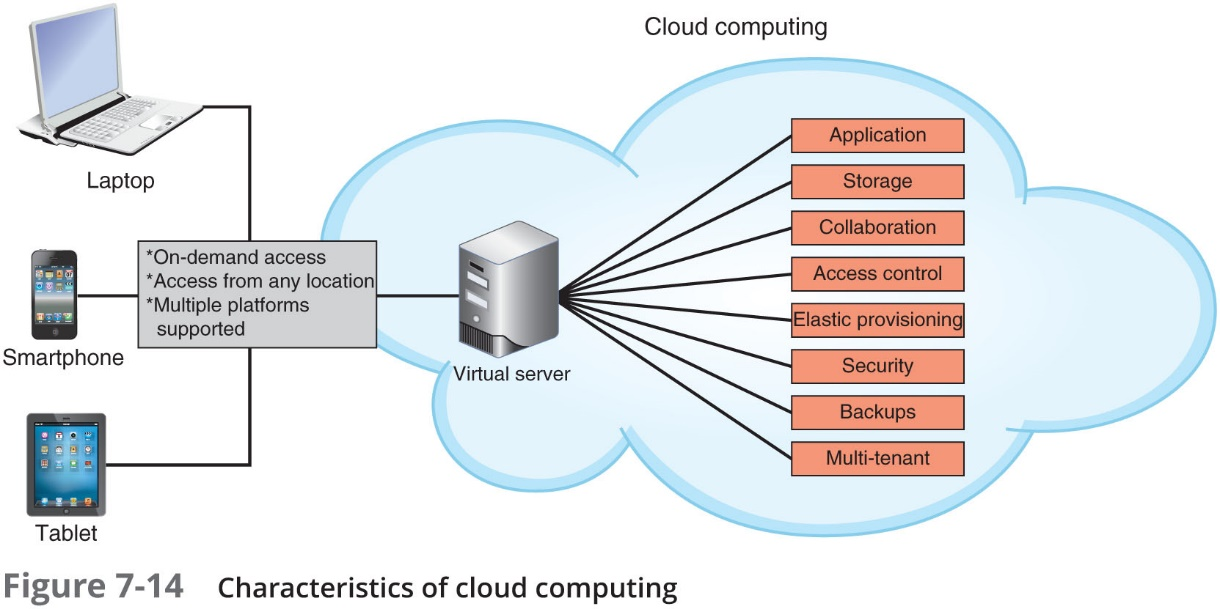 Cloud computing
Laptop
Smartphone
Tablet
*On-demand access
*Access from any location
*Multiple platforms
supported
Virtual server
Application
Storage
Collaboration
Access control
Elastic provisioning
Security
Backups
Multi-tenant
Figure 7-14 Characteristics of cloud computing